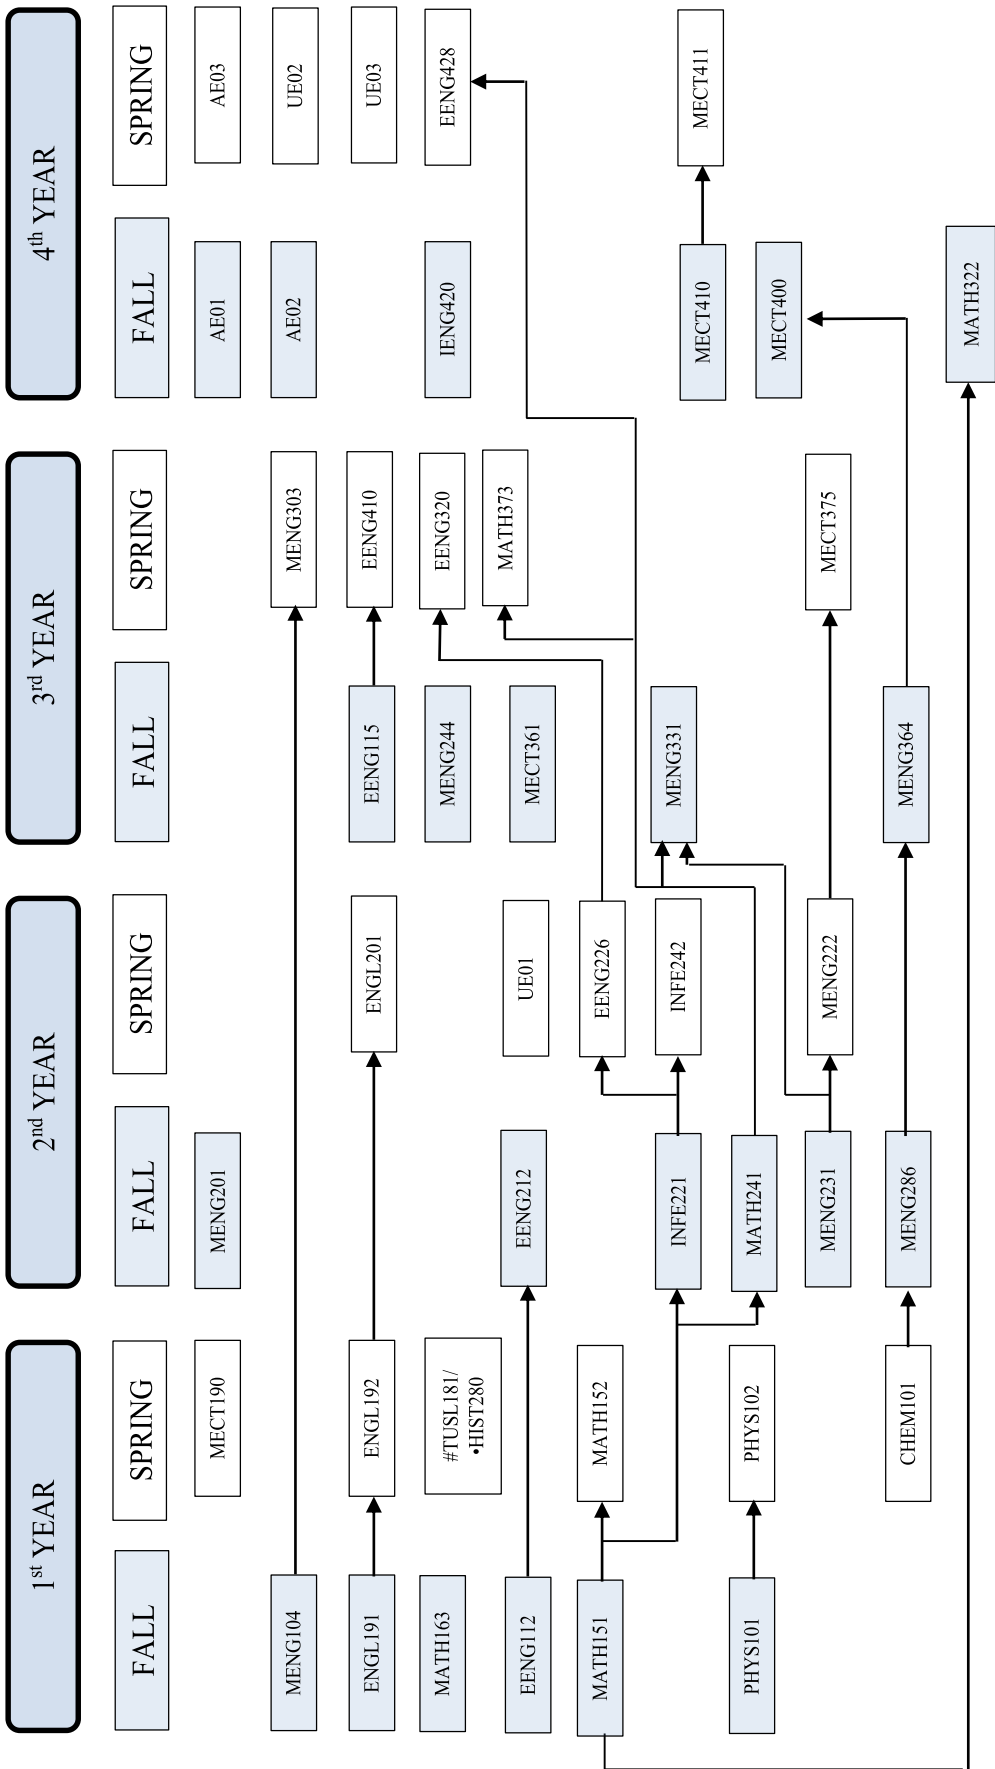 1st YEAR
2nd YEAR
3rd YEAR
4th YEAR
FALL
SPRING
FALL
SPRING
FALL
SPRING
FALL
SPRING
MECT190
MENG201
AE01
AE03
MENG104
MENG303
AE02
UE02
ENGL191
ENGL192
ENGL201
EENG115
EENG410
UE03
MATH163
#TUSL181/
•HIST280
MENG244
EENG320
IENG420
EENG428
EENG112
EENG212
UE01
MECT361
MATH373
MATH151
MATH152
EENG226
INFE221
INFE242
MENG331
MECT410
MECT411
PHYS101
PHYS102
MATH241
MECT400
MENG231
MENG222
MECT375
CHEM101
MENG286
MENG364
MATH322